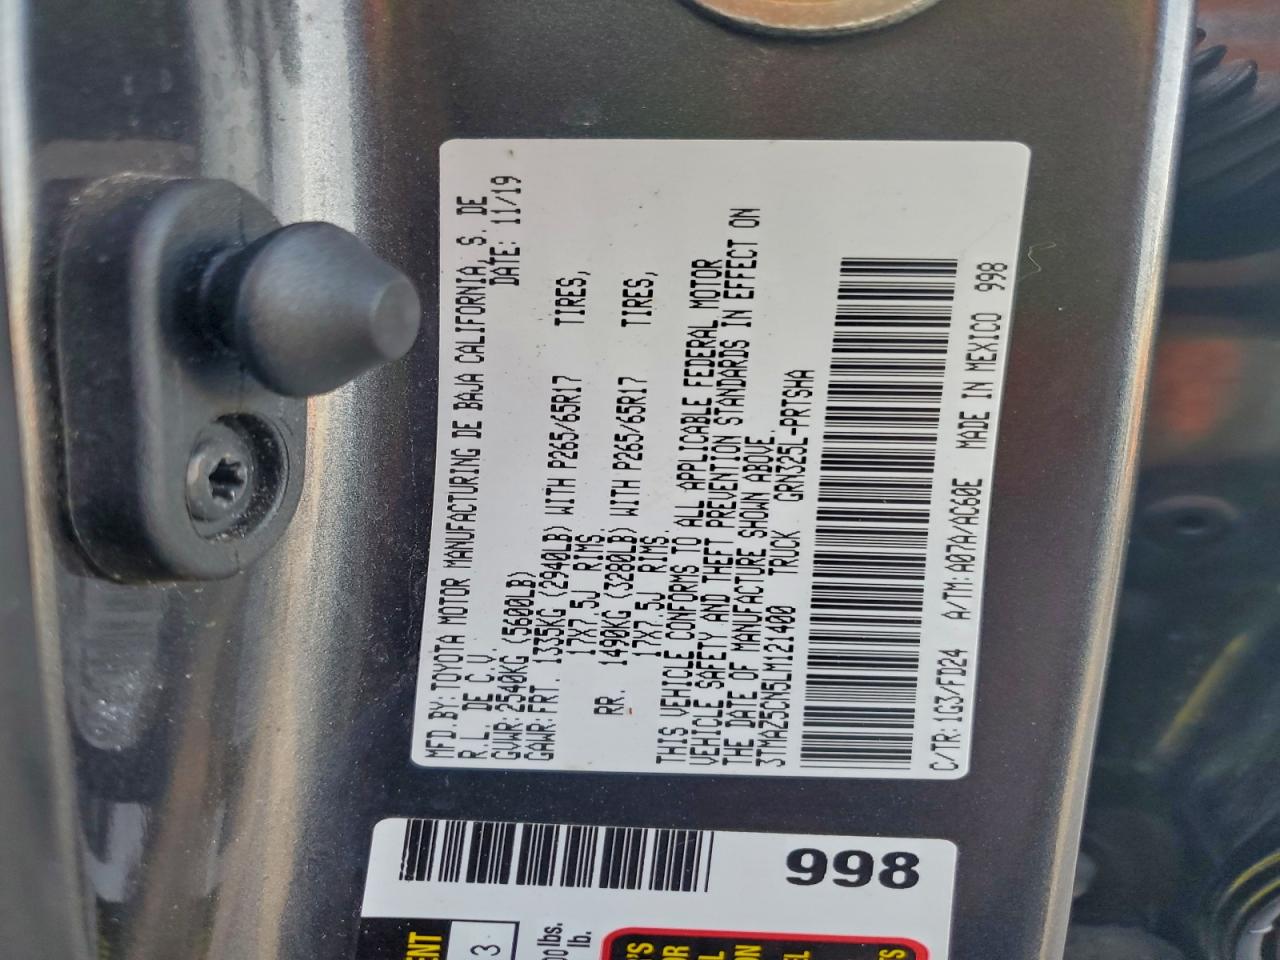 MFD.BY: TOYOTA MOTOR MANUFACTURING DE BAJA CALIFORNIA, S. DE
R.L. DE C.V. DATE: 11/19
GVWR: 2540KG (5600LB)
GAWR: FRT. 1335KG (2940LB) WITH P265/65R17 TIRES,
17X7.5J RIMS.
RR. 1490KG (3280LB) WITH P265/65R17 TIRES,
17X7.5J RIMS.
THIS VEHICLE CONFORMS TO ALL APPLICABLE FEDERAL MOTOR
VEHICLE SAFETY AND THEFT PREVENTION STANDARDS IN EFFECT ON
THE DATE OF MANUFACTURE SHOWN ABOVE.
3TMAZ5CN5LM121400 TRUCK GRN325L-PRTSHA
C/TR: 1G3/FD24 A/TM: A07A/AC60E MADE IN MEXICO 998
998
3
lbs.
lb.